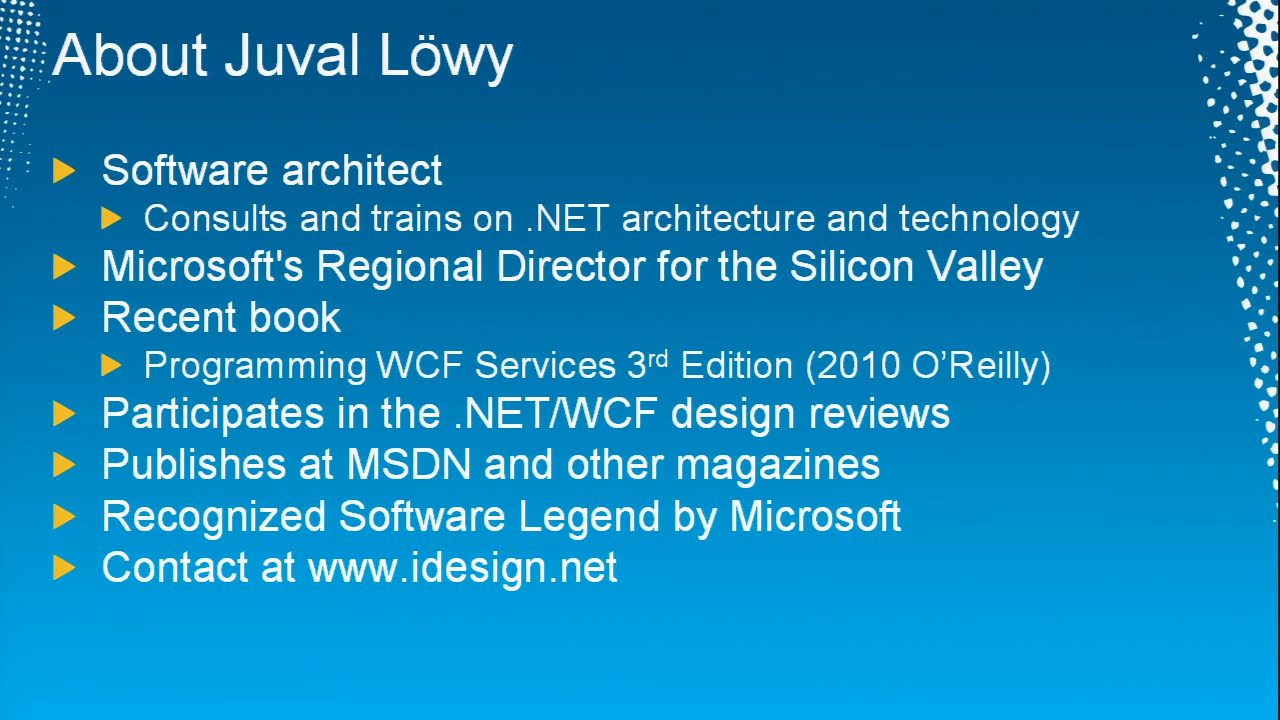 About Juval Löwy
Software architect
Consults and trains on .NET architecture and technology
Microsoft's Regional Director for the Silicon Valley
Recent book
Programming WCF Services 3rd Edition (2010 O’Reilly)
Participates in the .NET/WCF design reviews
Publishes at MSDN and other magazines
Recognized Software Legend by Microsoft
Contact at www.idesign.net